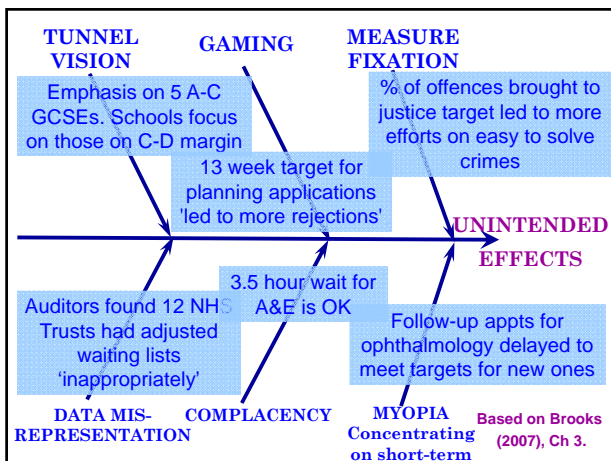 TUNNEL
VISION
GAMING
MEASURE
FIXATION
Emphasis on 5 A-C
GCSEs. Schools focus
on those on C-D margin
13 week target for
planning applications
'led to more rejections'
% of offences brought to
justice target led to more
efforts on easy to solve
crimes
UNINTENDED
EFFECTS
Auditors found 12 NHS
Trusts had adjusted
waiting lists
‘inappropriately’
3.5 hour wait for
A&E is OK
Follow-up appts for
ophthalmology delayed to
meet targets for new ones
DATA MIS-
REPRESENTATION
COMPLACENCY
MYOPIA
Concentrating
on short-term
Based on Brooks
(2007), Ch 3.